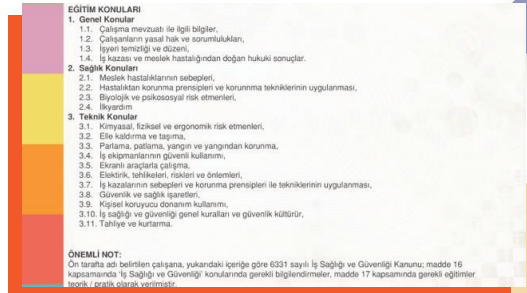 EĞİTİM KONULARI
1. Genel Konular
1.1. Çalışma mevzuatı ile ilgili bilgiler,
1.2. Çalışanların yasal hak ve sorumlulukları,
1.3. İşyeri temizliği ve düzeni,
1.4. İş kazası ve meslek hastalığından doğan hukuki sonuçlar.
2. Sağlık Konuları
2.1. Meslek hastalıklarının sebepleri,
2.2. Hastalıktan korunma prensipleri ve korunnma tekniklerinin uygulanması,
2.3. Biyolojik ve psikososyal risk etmenleri,
2.4. İlkyardım
3. Teknik Konular
3.1. Kimyasal, fiziksel ve ergonomik risk etmenleri,
3.2. Elle kaldırma ve taşıma,
3.3. Parlama, patlama, yangın ve yangından korunma,
3.4. İş ekipmanlarının güvenli kullanımı,
3.5. Ekranlı araçlarla çalışma,
3.6. Elektirik, tehlikeleri, riskleri ve önlemleri,
3.7. İş kazalarının sebepleri ve korunma prensipleri ile tekniklerinin uygulanması,
3.8. Güvenlik ve sağlık işaretleri,
3.9. Kişisel koruyucu donanım kullanımı,
3.10. İş sağlığı ve güvenliği genel kuralları ve güvenlik kültürür,
3.11. Tahliye ve kurtarma.
ÖNEMLİ NOT:
Ön tarafta adı belirtilen çalışana, yukarıdaki içeriğe göre 6331 sayılı İş Sağlığı ve Güvenliği Kanunu; madde 16
kapsamaında 'İş Sağlığı ve Güvenliği' konularında gerekli bilgilendirmeler, madde 17 kapsamında gerekli eğitimler
teorik / pratik olarak verilmiştir.